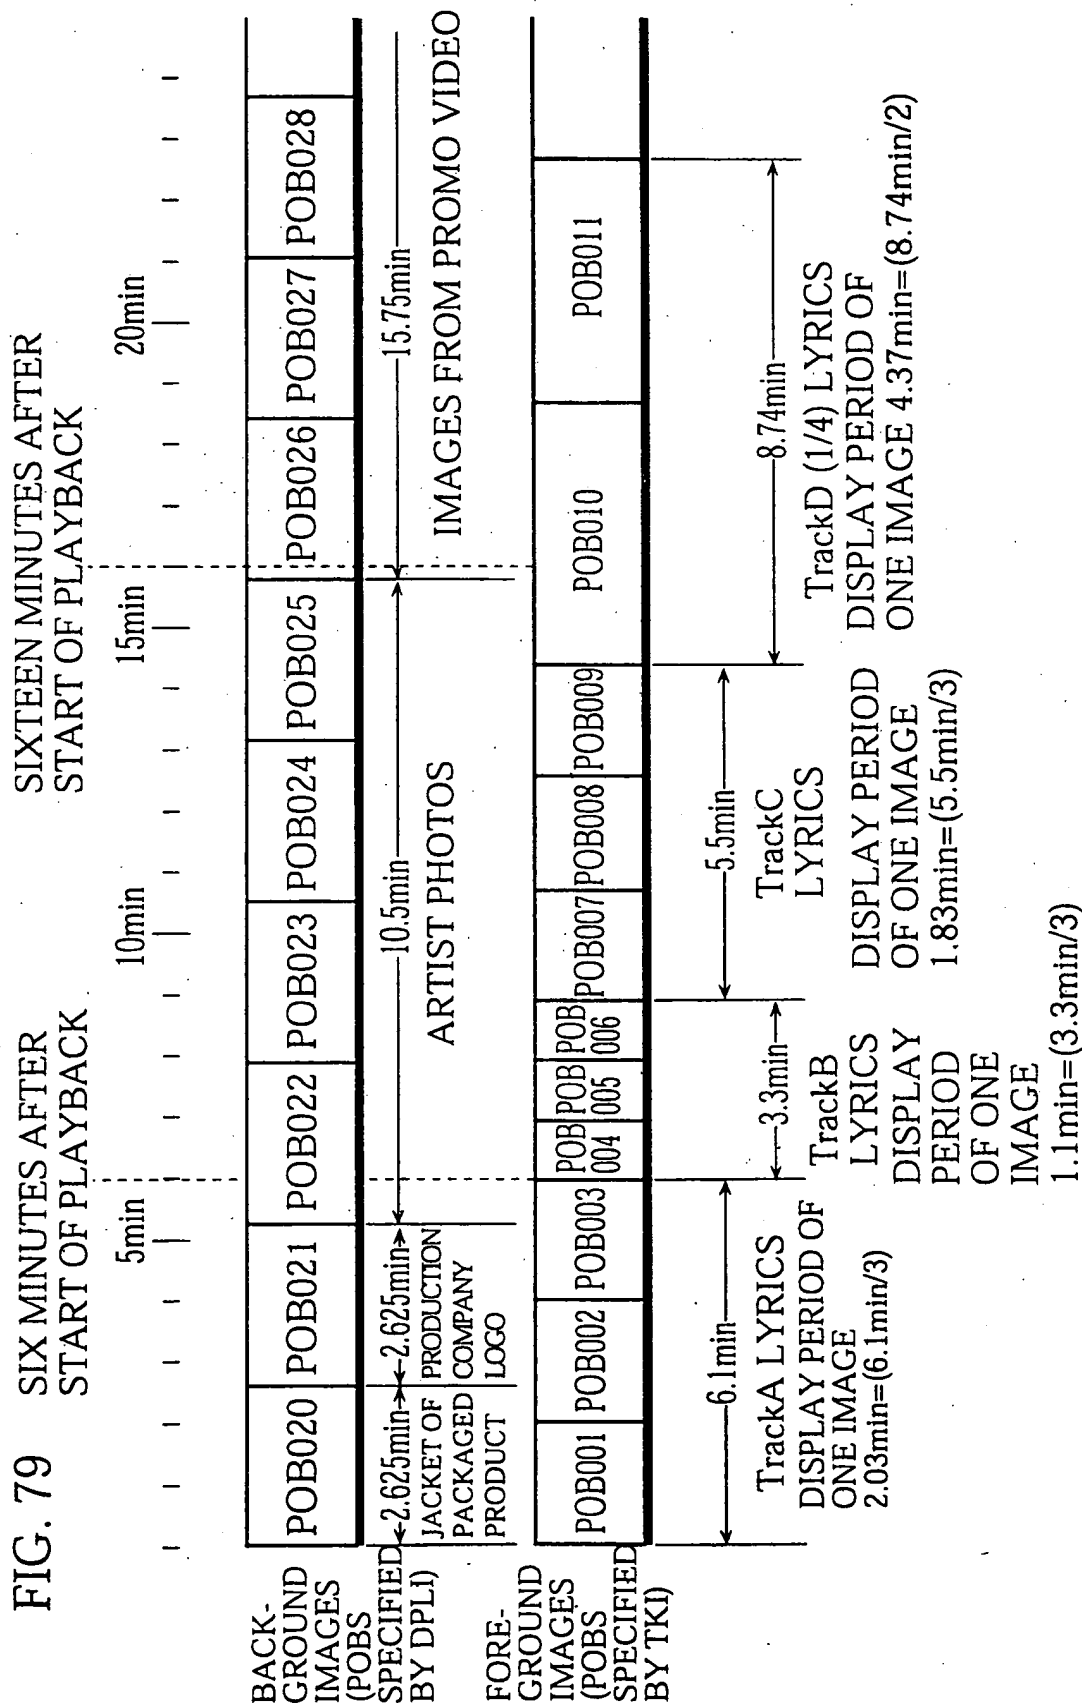 FIG. 79
SIX MINUTES AFTER
START OF PLAYBACK
SIXTEEN MINUTES AFTER
START OF PLAYBACK
5min
10min
15min
20min
BACK-
GROUND
IMAGES
(POBS
SPECIFIED
BY DPLI)
POB020
POB021
POB022
POB023
POB024
POB025
POB026
POB027
POB028
2.625min
2.625min
10.5min
15.75min
JACKET OF
PACKAGED
PRODUCT
PRODUCTION
COMPANY
LOGO
ARTIST PHOTOS
IMAGES FROM PROMO VIDEO
FORE-
GROUND
IMAGES
(POBS
SPECIFIED
BY TKI)
POB001
POB002
POB003
POB
004
POB
005
POB
006
POB007
POB008
POB009
POB010
POB011
6.1min
3.3min
5.5min
8.74min
TrackA LYRICS
DISPLAY PERIOD OF
ONE IMAGE
2.03min=(6.1min/3)
TrackB
LYRICS
DISPLAY
PERIOD
OF ONE
IMAGE
1.1min=(3.3min/3)
TrackC
LYRICS
DISPLAY PERIOD
OF ONE IMAGE
1.83min=(5.5min/3)
TrackD (1/4) LYRICS
DISPLAY PERIOD OF
ONE IMAGE 4.37min=(8.74min/2)